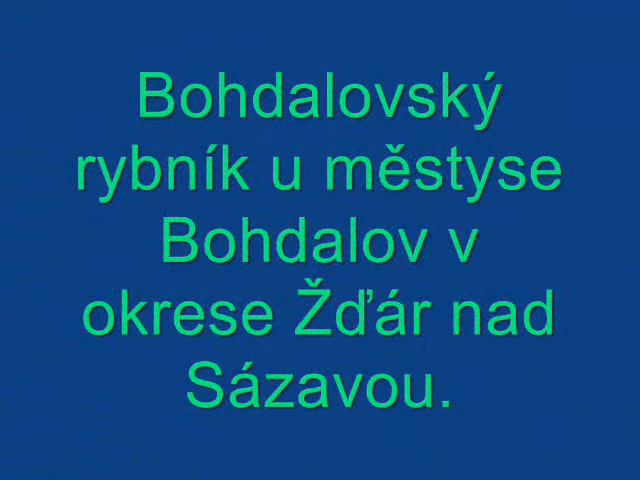 Bohdalovský
rybník u městyse
Bohdalov v
okrese Žďár nad
Sázavou.